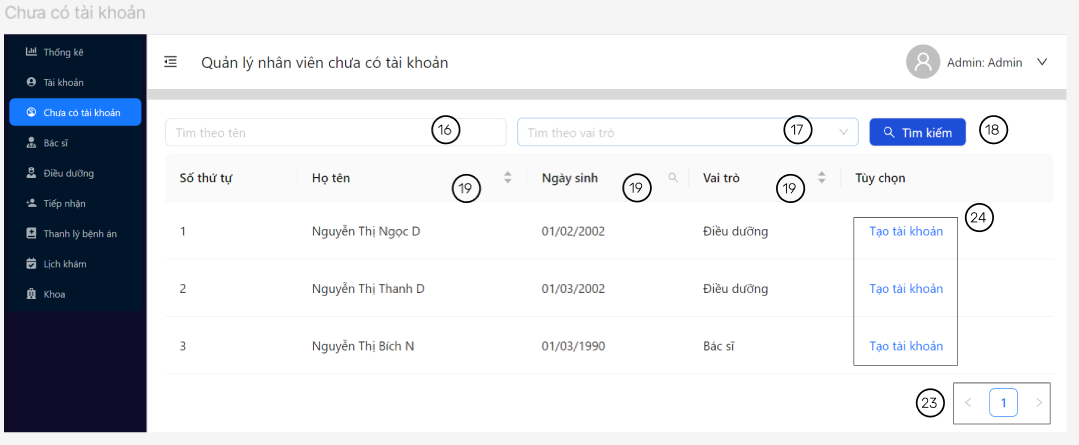 Chưa có tài khoản
Thống kê
Tài khoản
Chưa có tài khoản
Bác sĩ
Điều dưỡng
Tiếp nhận
Thanh lý bệnh án
Lịch khám
Khoa
Quản lý nhân viên chưa có tài khoản
Admin: Admin
Tìm theo tên 16
Tìm theo vai trò 17
Tìm kiếm 18
Số thứ tự Họ tên 19 Ngày sinh 19 Vai trò 19 Tùy chọn
24
1 Nguyễn Thị Ngọc D 01/02/2002 Điều dưỡng Tạo tài khoản
2 Nguyễn Thị Thanh D 01/03/2002 Điều dưỡng Tạo tài khoản
3 Nguyễn Thị Bích N 01/03/1990 Bác sĩ Tạo tài khoản
23 < 1 >